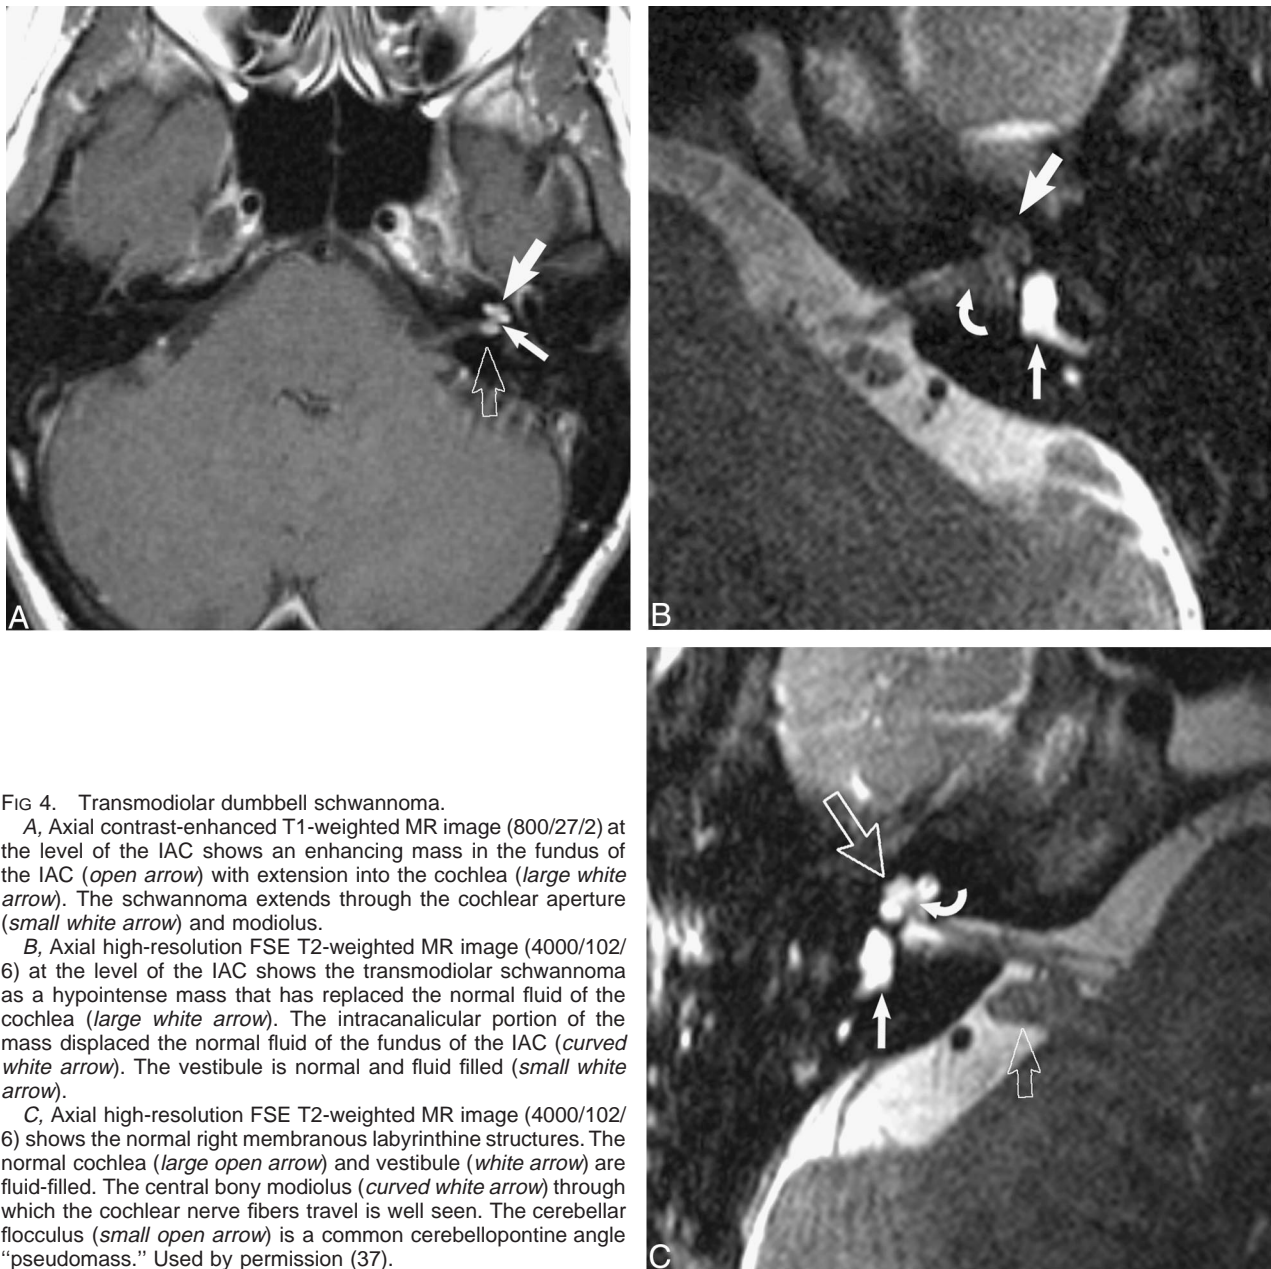 A
B
FIG 4. Transmodiolar dumbbell schwannoma.
A, Axial contrast-enhanced T1-weighted MR image (800/27/2) at
the level of the IAC shows an enhancing mass in the fundus of
the IAC (open arrow) with extension into the cochlea (large white
arrow). The schwannoma extends through the cochlear aperture
(small white arrow) and modiolus.
B, Axial high-resolution FSE T2-weighted MR image (4000/102/
6) at the level of the IAC shows the transmodiolar schwannoma
as a hypointense mass that has replaced the normal fluid of the
cochlea (large white arrow). The intracanalicular portion of the
mass displaced the normal fluid of the fundus of the IAC (curved
white arrow). The vestibule is normal and fluid filled (small white
arrow).
C, Axial high-resolution FSE T2-weighted MR image (4000/102/
6) shows the normal right membranous labyrinthine structures. The
normal cochlea (large open arrow) and vestibule (white arrow) are
fluid-filled. The central bony modiolus (curved white arrow) through
which the cochlear nerve fibers travel is well seen. The cerebellar
flocculus (small open arrow) is a common cerebellopontine angle
“pseudomass.” Used by permission (37).
C